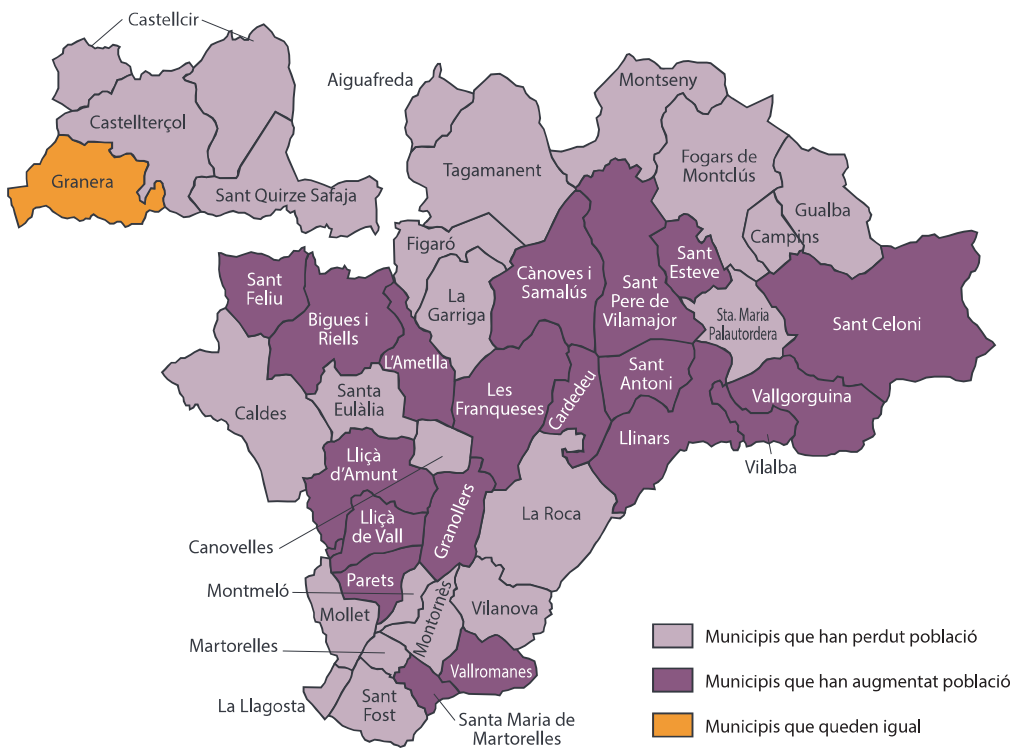 Castellcir
Aiguafreda
Montseny
Castellterçol
Tagamanent
Fogars de
Montclús
Granera
Sant Quirze Safaja
Gualba
Campins
Figaró
Sant
Esteve
Sant
Feliu
La
Garriga
Cànoves i
Samalús
Sant
Pere de
Vilamajor
Sta. Maria
Palautordera
Sant Celoni
Bigues i
Riells
L'Ametlla
Les
Franqueses
Cardedeu
Sant
Antoni
Vallgorguina
Caldes
Santa
Eulàlia
Llinars
Vilalba
Lliçà
d'Amunt
Granollers
La Roca
Lliçà
de Vall
Canovelles
Parets
Montmeló
Mollet
Montornès
Vilanova
Martorelles
Vallromanes
La Llagosta
Sant
Fost
Santa Maria de
Martorelles
Municipis que han perdut població
Municipis que han augmentat població
Municipis que queden igual